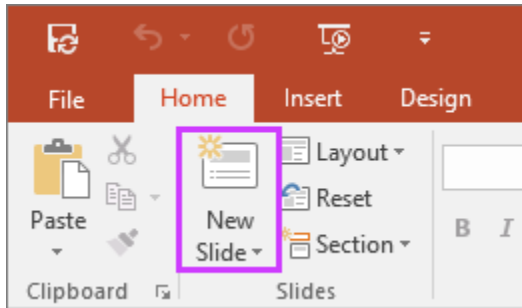 File Home Insert Design
Paste
New
Slide
Layout
Reset
Section
B I
Clipboard Slides